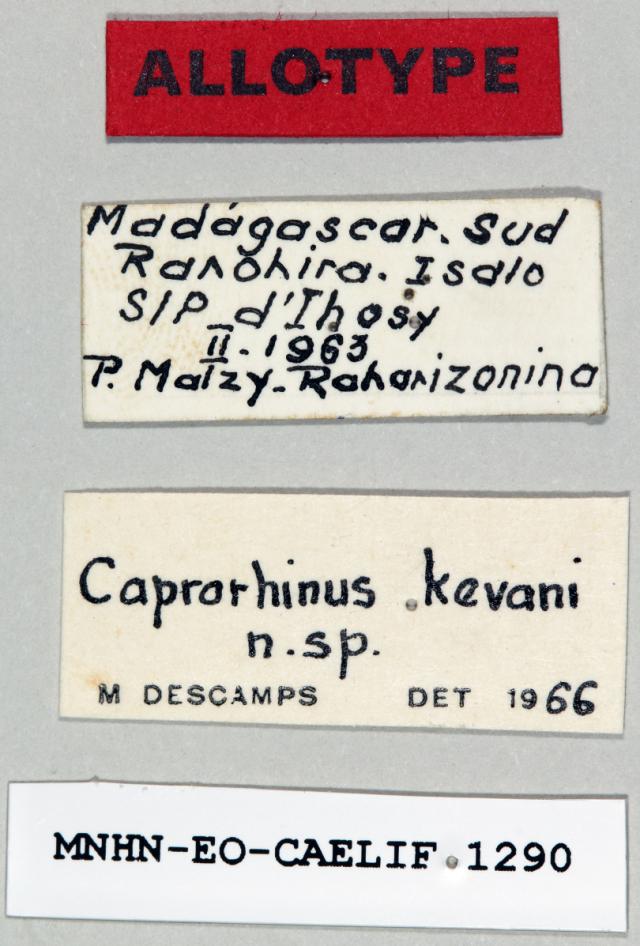 ALLOTYPE
Madagascar. Sud
Ranohira. Isalo
S/P d'Ihosy
II-1963
P. Malzy-Raharizonina
Caprorhinus kevani
n.sp.
M DESCAMPS DET 1966
MNHN-EO-CAELIF 1290